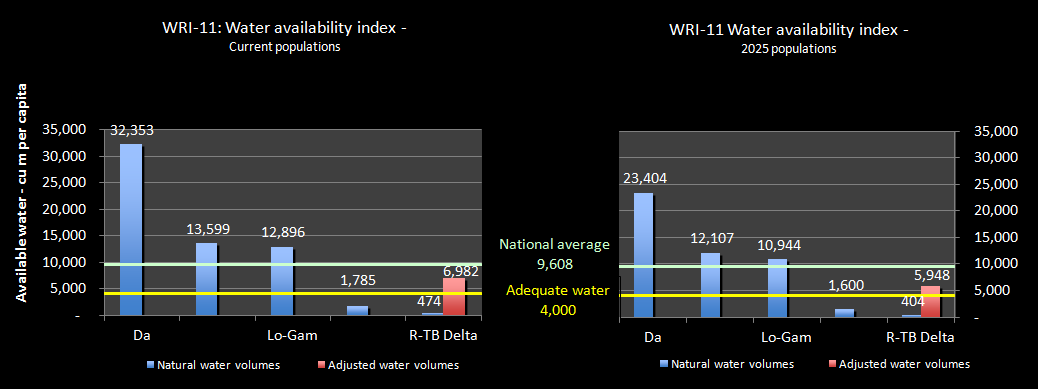 WRI-11: Water availability index -
Current populations
Available water - cu m per capita
35,000
30,000
25,000
20,000
15,000
10,000
5,000
-
32,353
13,599
12,896
1,785
474
6,982
Da
Lo-Gam
R-TB Delta
Natural water volumes
Adjusted water volumes
National average
9,608
Adequate water
4,000
WRI-11 Water availability index -
2025 populations
35,000
30,000
25,000
20,000
15,000
10,000
5,000
-
23,404
12,107
10,944
1,600
404
5,948
Da
Lo-Gam
R-TB Delta
Natural water volumes
Adjusted water volumes